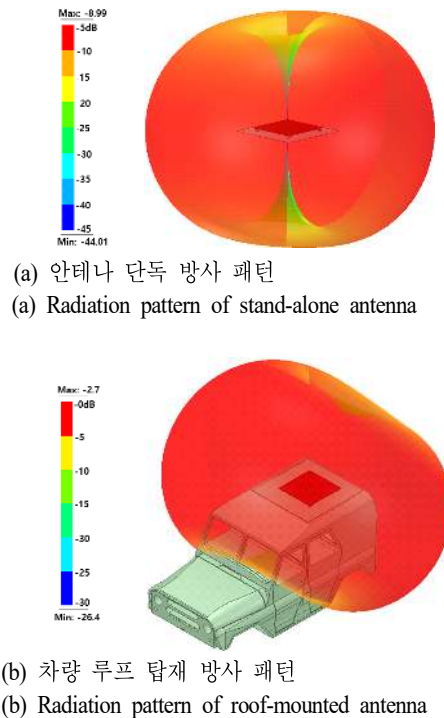 Max: -8.99
-5dB
-10
-15
20
-25
-30
-35
-40
-45
Min: -44.01
(a) 안테나 단독 방사 패턴
(a) Radiation pattern of stand-alone antenna
Max: -2.7
-0dB
-5
-10
-15
-20
-25
-30
Min: -26.4
(b) 차량 루프 탑재 방사 패턴
(b) Radiation pattern of roof-mounted antenna